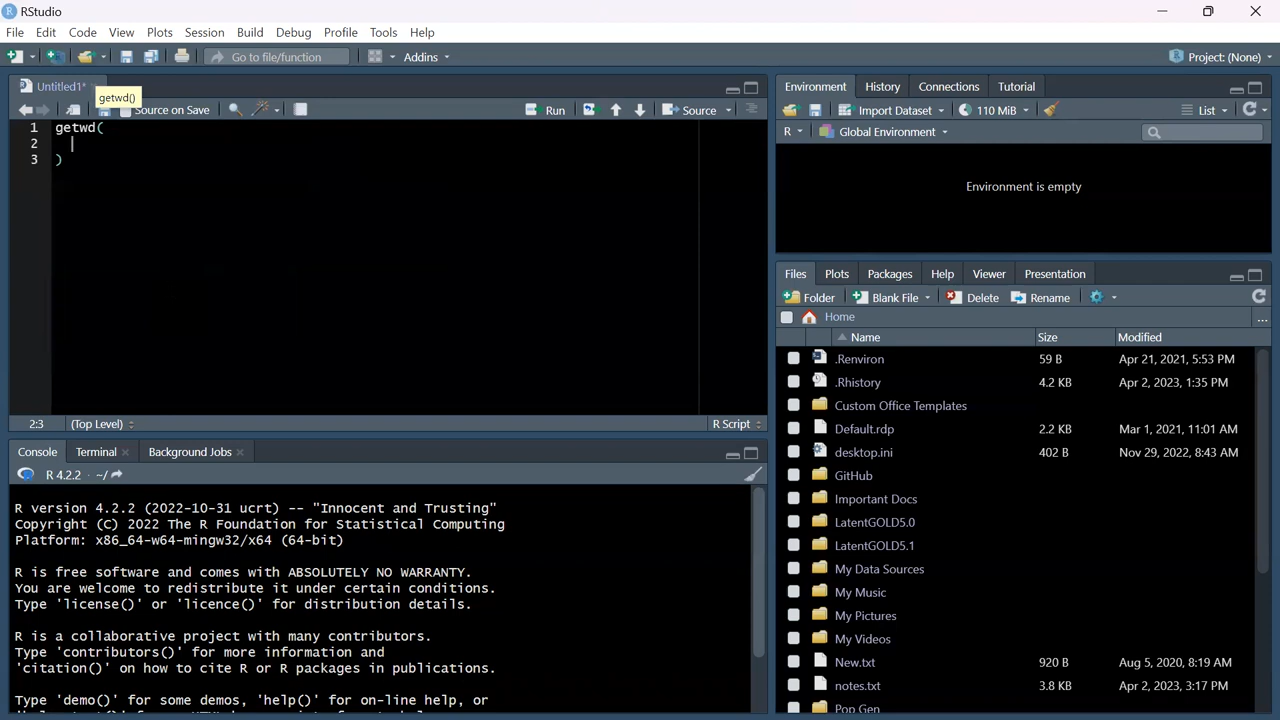 RStudio
File Edit Code View Plots Session Build Debug Profile Tools Help
Go to file/function Addins Project: (None)
Untitled1*
getwd()
Source on Save Run Source
1 getwd(
2
3 )
2:3 (Top Level) R Script
Console Terminal Background Jobs
R 4.2.2 · ~/
R version 4.2.2 (2022-10-31 ucrt) -- "Innocent and Trusting"
Copyright (C) 2022 The R Foundation for Statistical Computing
Platform: x86_64-w64-mingw32/x64 (64-bit)
R is free software and comes with ABSOLUTELY NO WARRANTY.
You are welcome to redistribute it under certain conditions.
Type 'license()' or 'licence()' for distribution details.
R is a collaborative project with many contributors.
Type 'contributors()' for more information and
'citation()' on how to cite R or R packages in publications.
Type 'demo()' for some demos, 'help()' for on-line help, or
Environment History Connections Tutorial
Import Dataset 110 MiB List
R Global Environment
Environment is empty
Files Plots Packages Help Viewer Presentation
Folder Blank File Delete Rename
Home ...
Name Size Modified
.Renviron 59 B Apr 21, 2021, 5:53 PM
.Rhistory 4.2 KB Apr 2, 2023, 1:35 PM
Custom Office Templates
Default.rdp 2.2 KB Mar 1, 2021, 11:01 AM
desktop.ini 402 B Nov 29, 2022, 8:43 AM
GitHub
Important Docs
LatentGOLD5.0
LatentGOLD5.1
My Data Sources
My Music
My Pictures
My Videos
New.txt 920 B Aug 5, 2020, 8:19 AM
notes.txt 3.8 KB Apr 2, 2023, 3:17 PM
Pop Gen